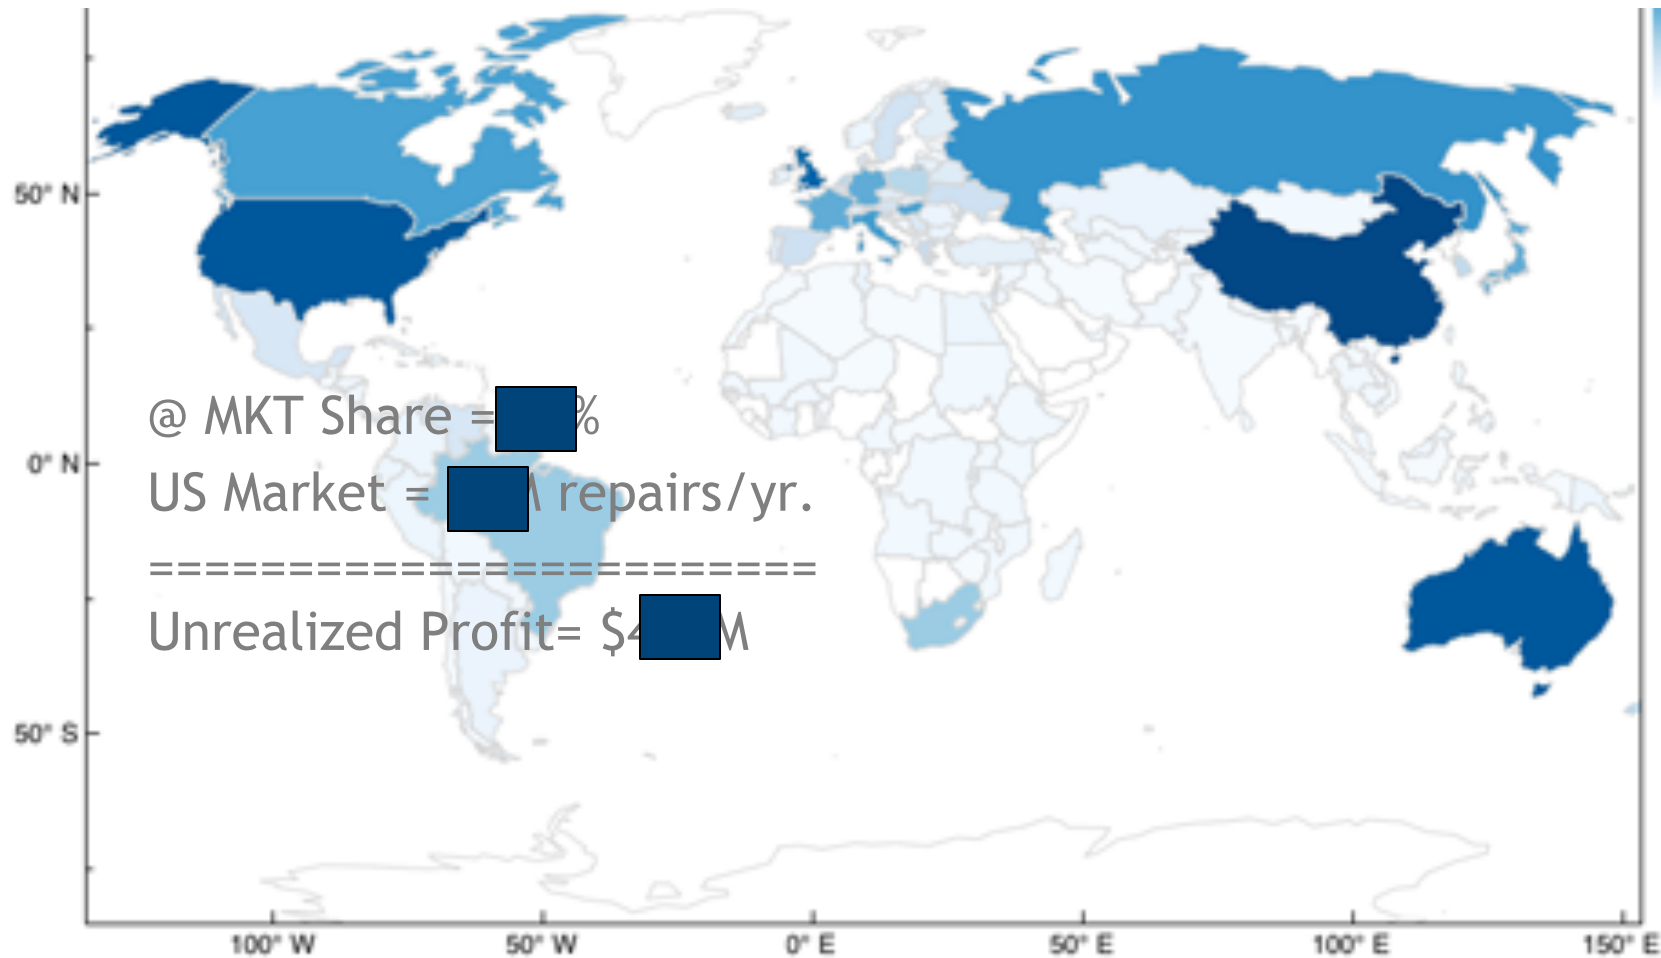 50° N
@ MKT Share = %
0° N
US Market = M repairs/yr.
========================
Unrealized Profit= $4 M
50° S
100° W 50° W 0° E 50° E 100° E 150° E